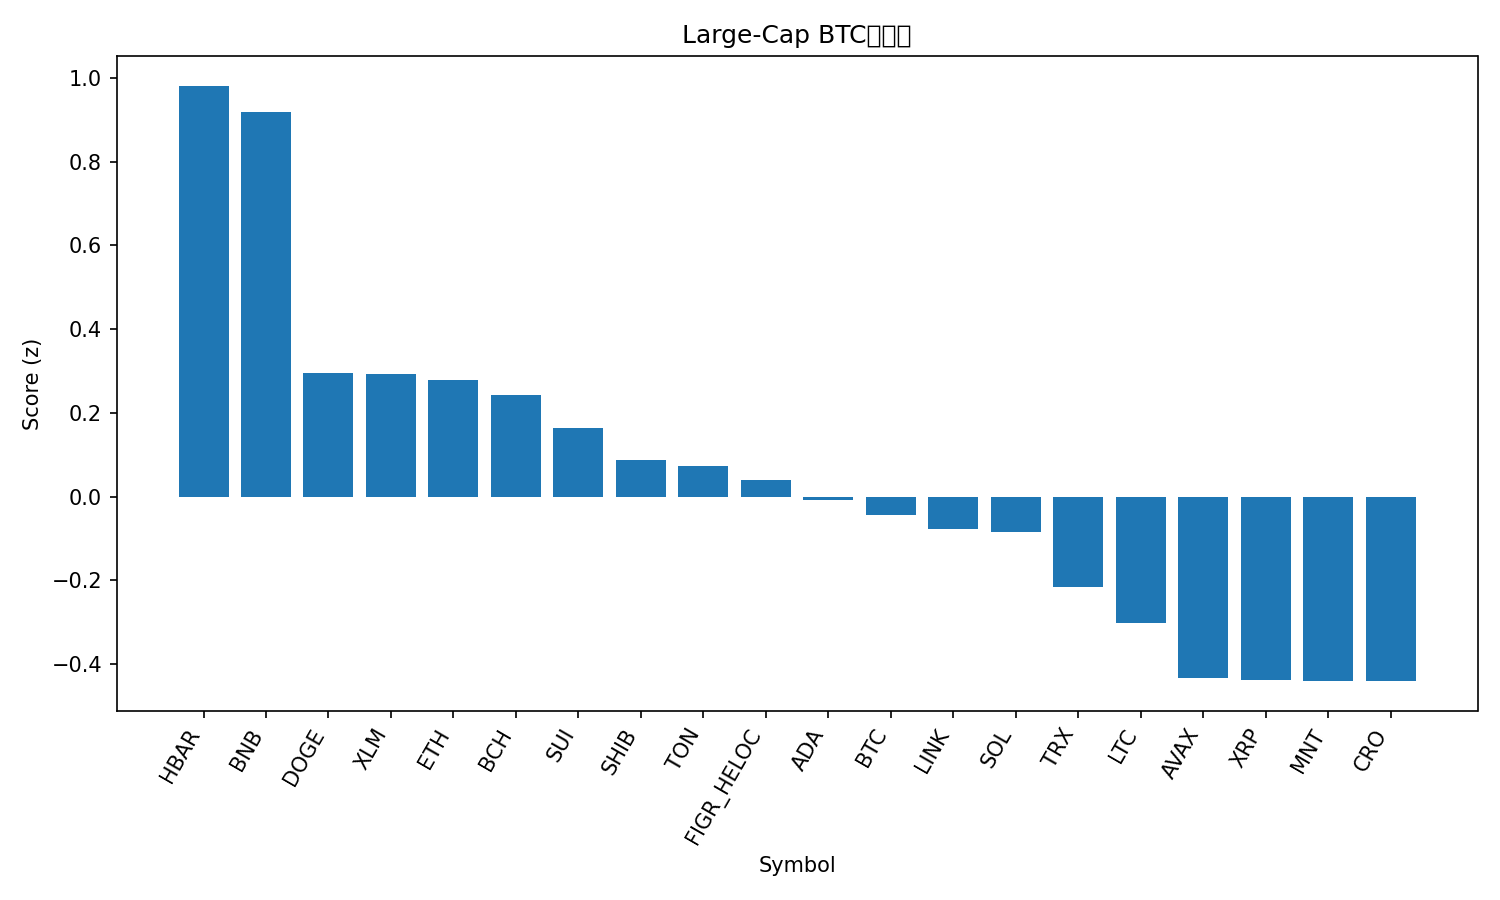 Large-Cap BTC
Score (z)
1.0
0.8
0.6
0.4
0.2
0.0
−0.2
−0.4
HBAR
BNB
DOGE
XLM
ETH
BCH
SUI
SHIB
TON
FIGR_HELOC
ADA
BTC
LINK
SOL
TRX
LTC
AVAX
XRP
MNT
CRO
Symbol